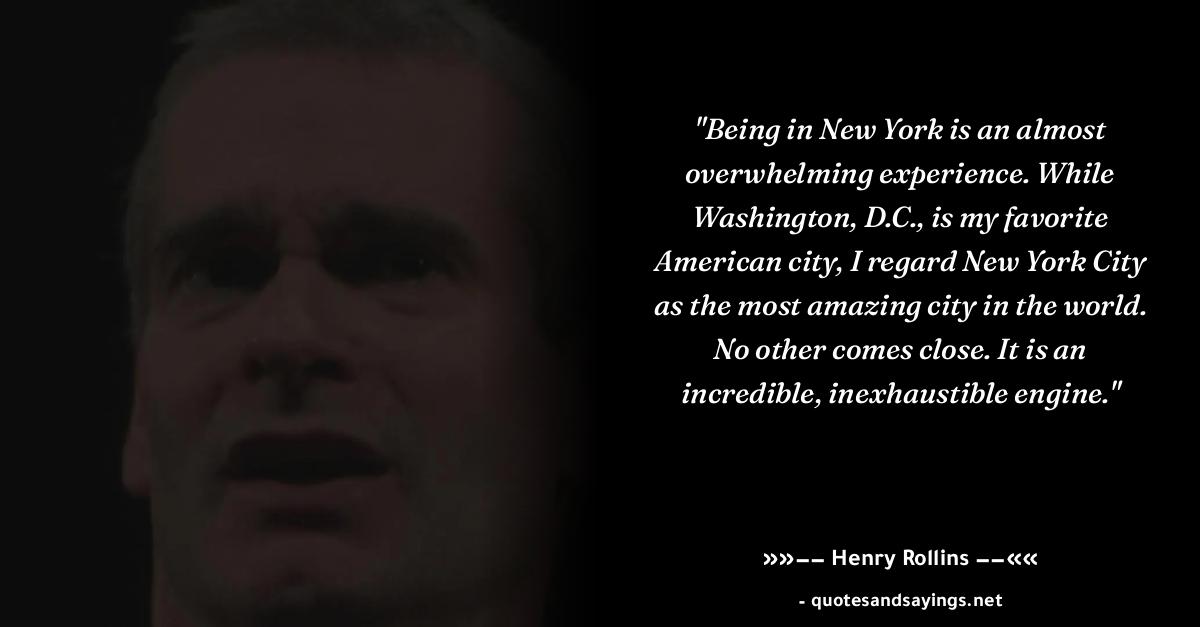 "Being in New York is an almost
overwhelming experience. While
Washington, D.C., is my favorite
American city, I regard New York City
as the most amazing city in the world.
No other comes close. It is an
incredible, inexhaustible engine."
»»−− Henry Rollins −−««
- quotesandsayings.net